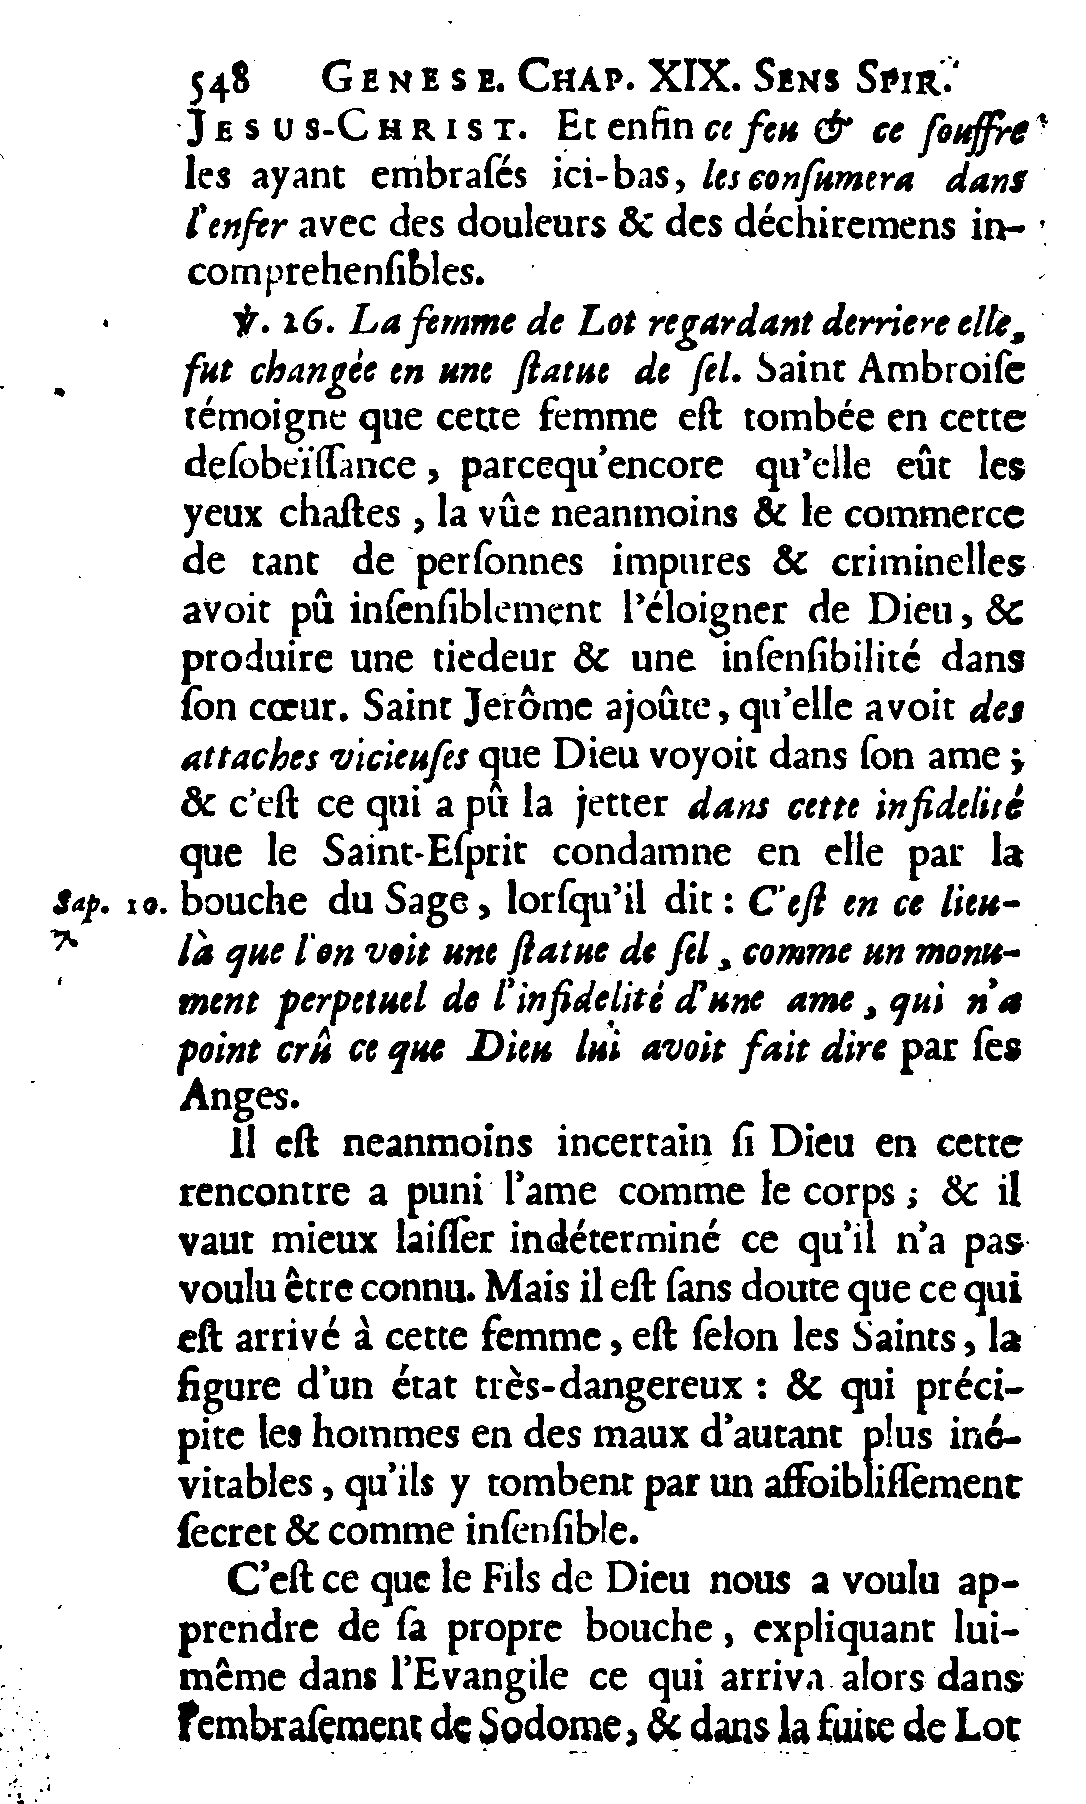 548 GENESE. CHAP. XIX. SENS SPIR.
JESUS-CHRIST. Et enfin ce feu & ce ſouffre
les ayant embraſés ici-bas, les conſumera dans
l'enfer avec des douleurs & des déchiremens in-
comprehenſibles.
℣. 16. La femme de Lot regardant derriere elle,
fut changée en une ſtatue de ſel. Saint Ambroiſe
témoigne que cette femme eſt tombée en cette
deſobeïſſance, parcequ'encore qu'elle eût les
yeux chaſtes, la vûe neanmoins & le commerce
de tant de perſonnes impures & criminelles
avoit pû inſenſiblement l'éloigner de Dieu, &
produire une tiedeur & une inſenſibilité dans
ſon cœur. Saint Jerôme ajoûte, qu'elle avoit des
attaches vicieuſes que Dieu voyoit dans ſon ame;
& c'eſt ce qui a pû la jetter dans cette infidelité
que le Saint-Eſprit condamne en elle par la
Sap. 10. bouche du Sage, lorſqu'il dit: C'eſt en ce lieu-
7. là que l'on voit une ſtatue de ſel, comme un monu-
ment perpetuel de l'infidelité d'une ame, qui n'a
point crû ce que Dieu lui avoit fait dire par ſes
Anges.
Il eſt neanmoins incertain ſi Dieu en cette
rencontre a puni l'ame comme le corps; & il
vaut mieux laiſſer indéterminé ce qu'il n'a pas
voulu être connu. Mais il eſt ſans doute que ce qui
eſt arrivé à cette femme, eſt ſelon les Saints, la
figure d'un état très-dangereux: & qui préci-
pite les hommes en des maux d'autant plus iné-
vitables, qu'ils y tombent par un affoibliſſement
ſecret & comme inſenſible.
C'eſt ce que le Fils de Dieu nous a voulu ap-
prendre de ſa propre bouche, expliquant lui-
même dans l'Evangile ce qui arriva alors dans
l'embraſement de Sodome, & dans la fuite de Lot